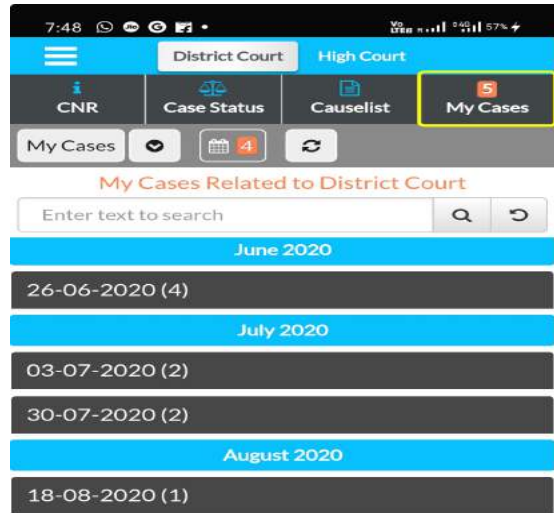 7:48 57%
District Court High Court
CNR Case Status Causelist 5 My Cases
My Cases 4
My Cases Related to District Court
Enter text to search
June 2020
26-06-2020 (4)
July 2020
03-07-2020 (2)
30-07-2020 (2)
August 2020
18-08-2020 (1)